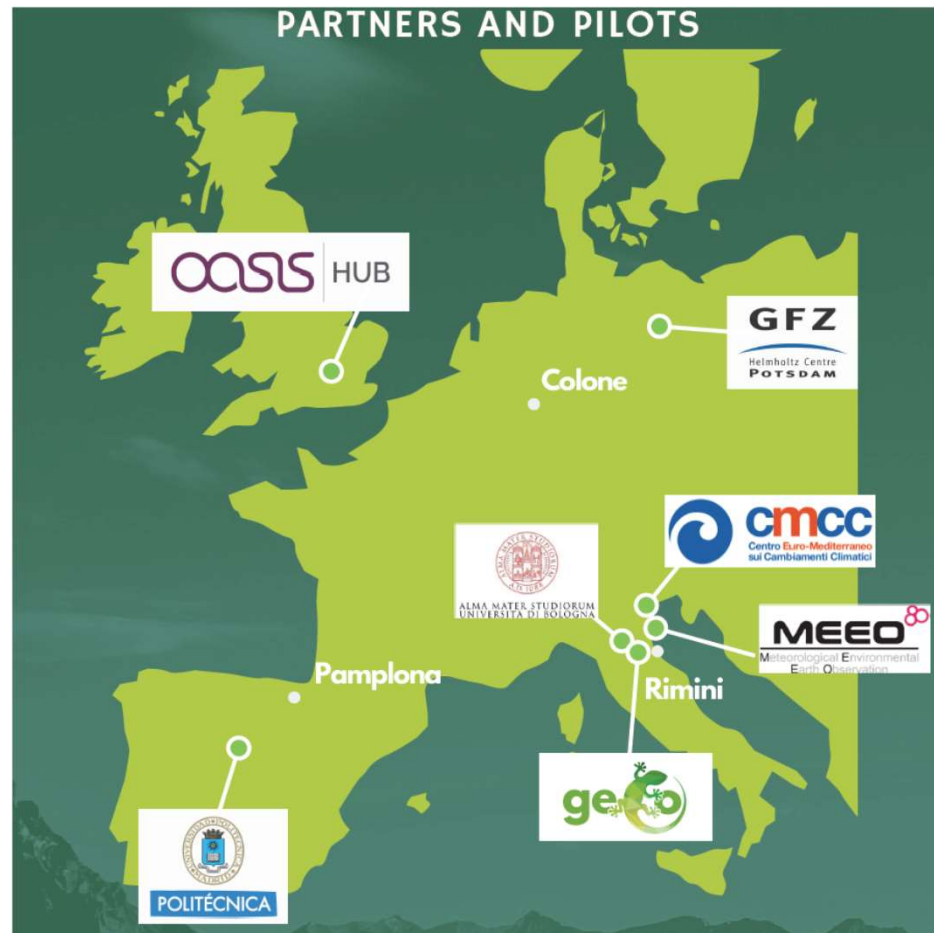 PARTNERS AND PILOTS
OASIS HUB
GFZ
Helmholtz Centre
POTSDAM
Colone
cmcc
Centro Euro-Mediterraneo
sui Cambiamenti Climatici
ALMA MATER STUDIORUM
UNIVERSITÀ DI BOLOGNA
MEEO
Meteorological Environmental
Earth Observation
Pamplona
Rimini
geco
POLITÉCNICA